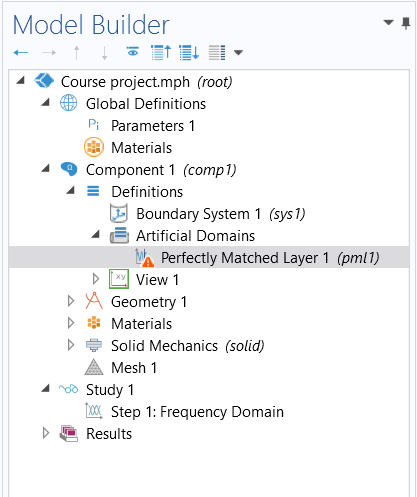 Model Builder
Course project.mph (root)
Global Definitions
Pi Parameters 1
Materials
Component 1 (comp1)
Definitions
Boundary System 1 (sys1)
Artificial Domains
Perfectly Matched Layer 1 (pml1)
xy View 1
Geometry 1
Materials
Solid Mechanics (solid)
Mesh 1
Study 1
Step 1: Frequency Domain
Results